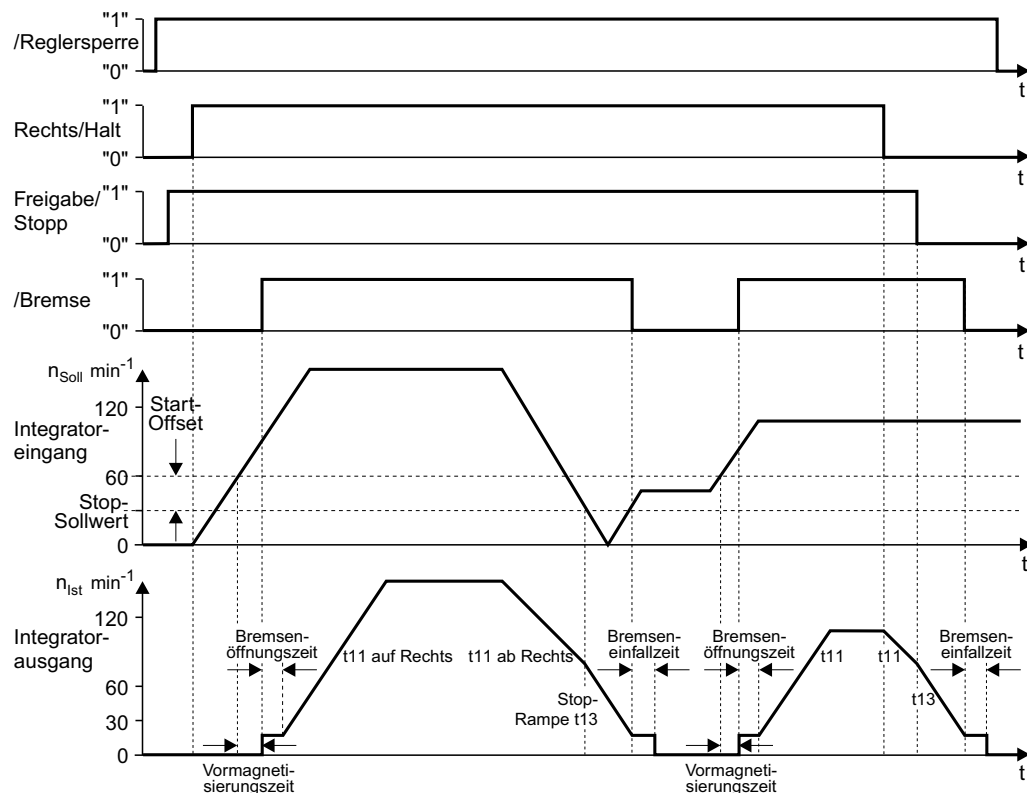 "1"
/Reglersperre
"0"
t
"1"
Rechts/Halt
"0"
t
"1"
Freigabe/
Stopp
"0"
t
"1"
/Bremse
"0"
t
nSoll min-1
120
Start-
Offset
Integrator-
eingang
60
Stop-
Sollwert
0
t
nIst min-1
120
Integrator-
ausgang
60
30
0
t
Bremsen-
öffnungszeit
t11 auf Rechts
t11 ab Rechts
Stop-
Rampe t13
Bremsen-
einfallzeit
Bremsen-
öffnungszeit
t11
t11
t13
Bremsen-
einfallzeit
Vormagneti-
sierungszeit
Vormagneti-
sierungszeit